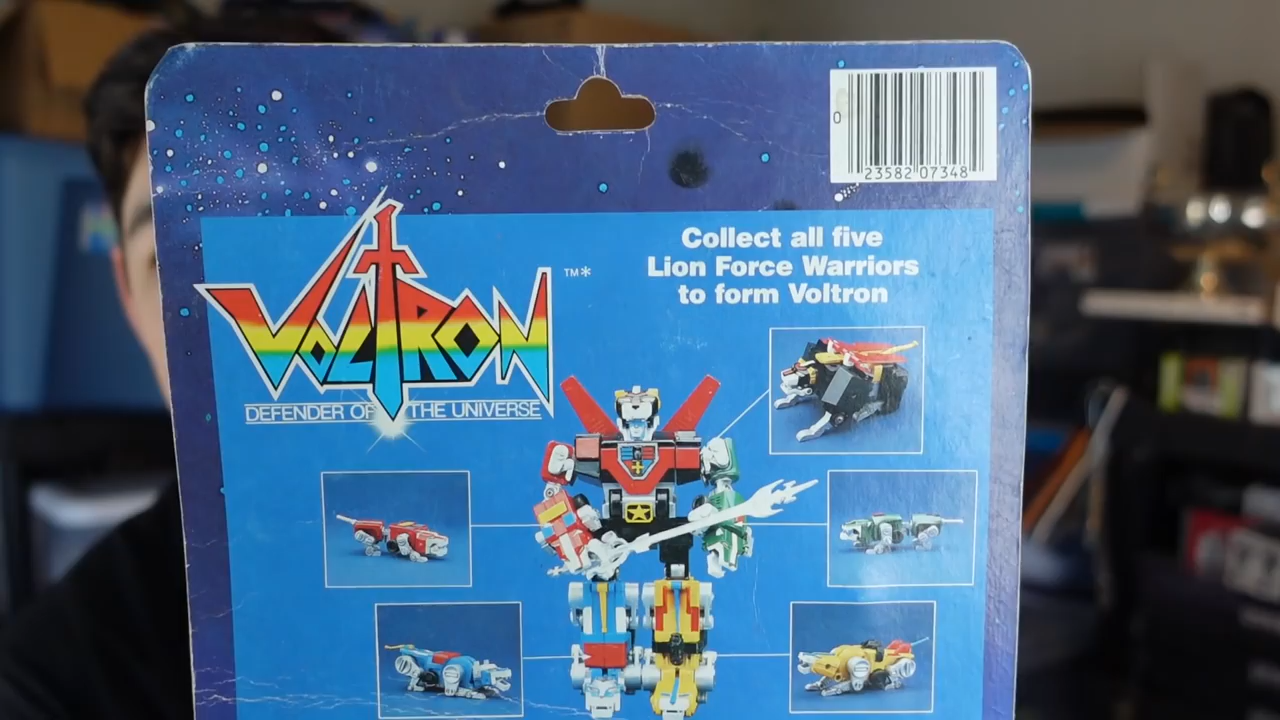 0
23582 07348
VOLTRON
TM*
DEFENDER OF THE UNIVERSE
Collect all five
Lion Force Warriors
to form Voltron